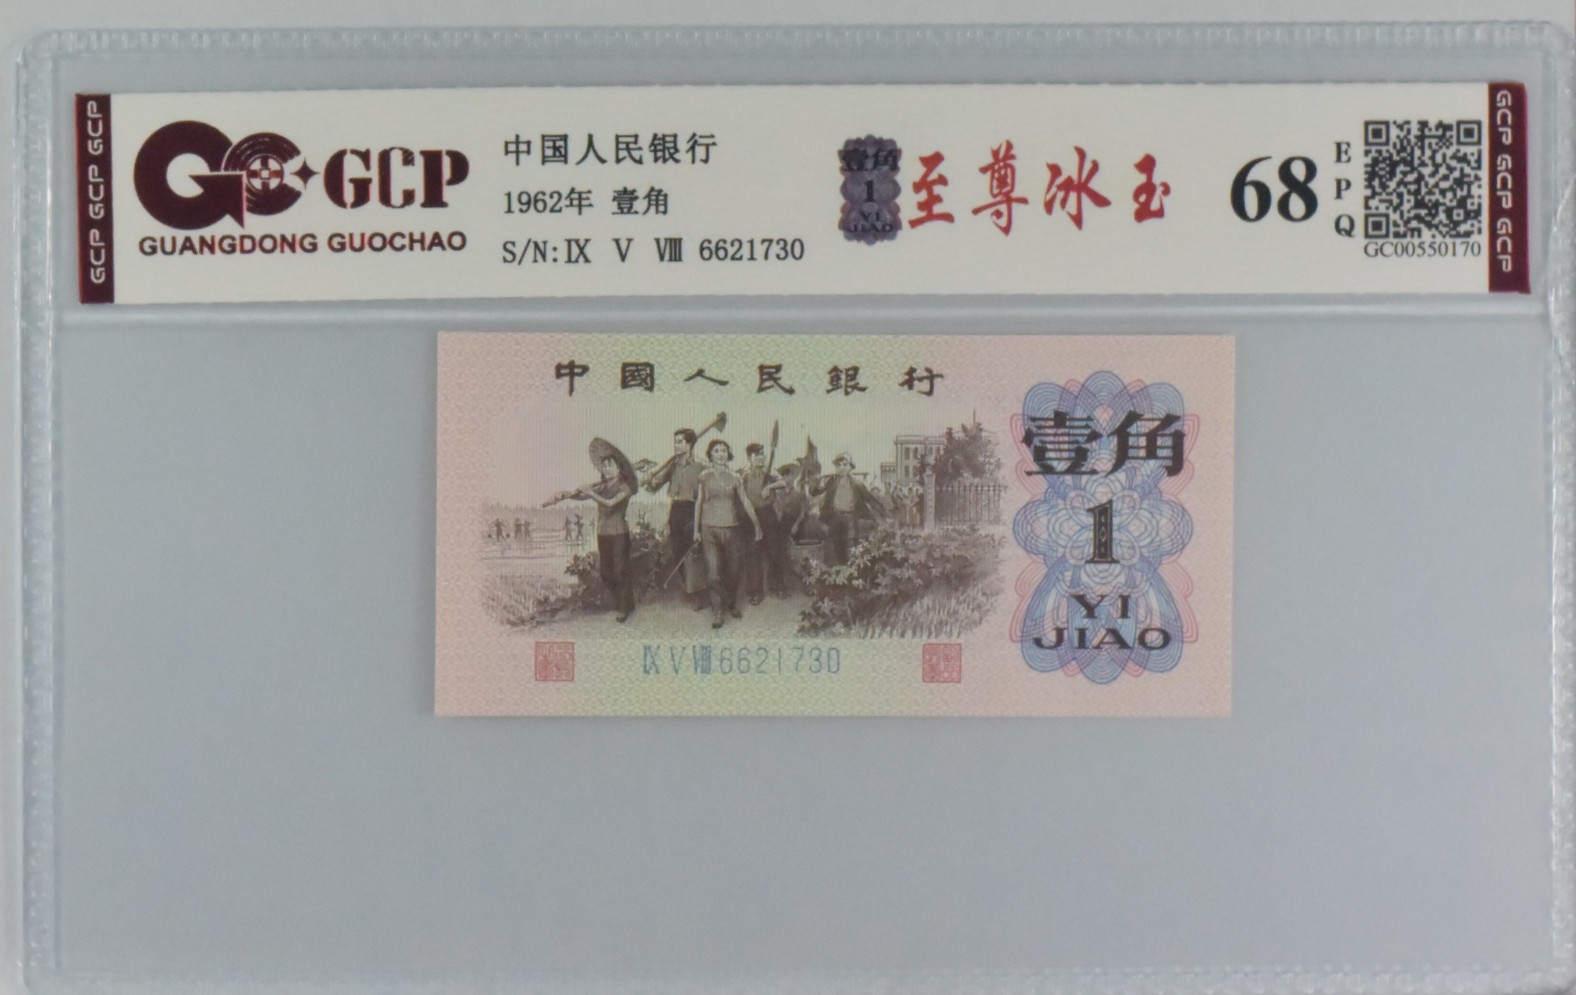 GCP GCP GCP
GCP
GUANGDONG GUOCHAO
中国人民银行
1962年 壹角
S/N:Ⅸ Ⅴ Ⅷ 6621730
壹角
1
YI
JIAO
至尊冰玉
68
EPQ
GC00550170
GCP GCP GCP
中國人民銀行
壹角
1
YI
JIAO
Ⅸ Ⅴ Ⅷ 6621730